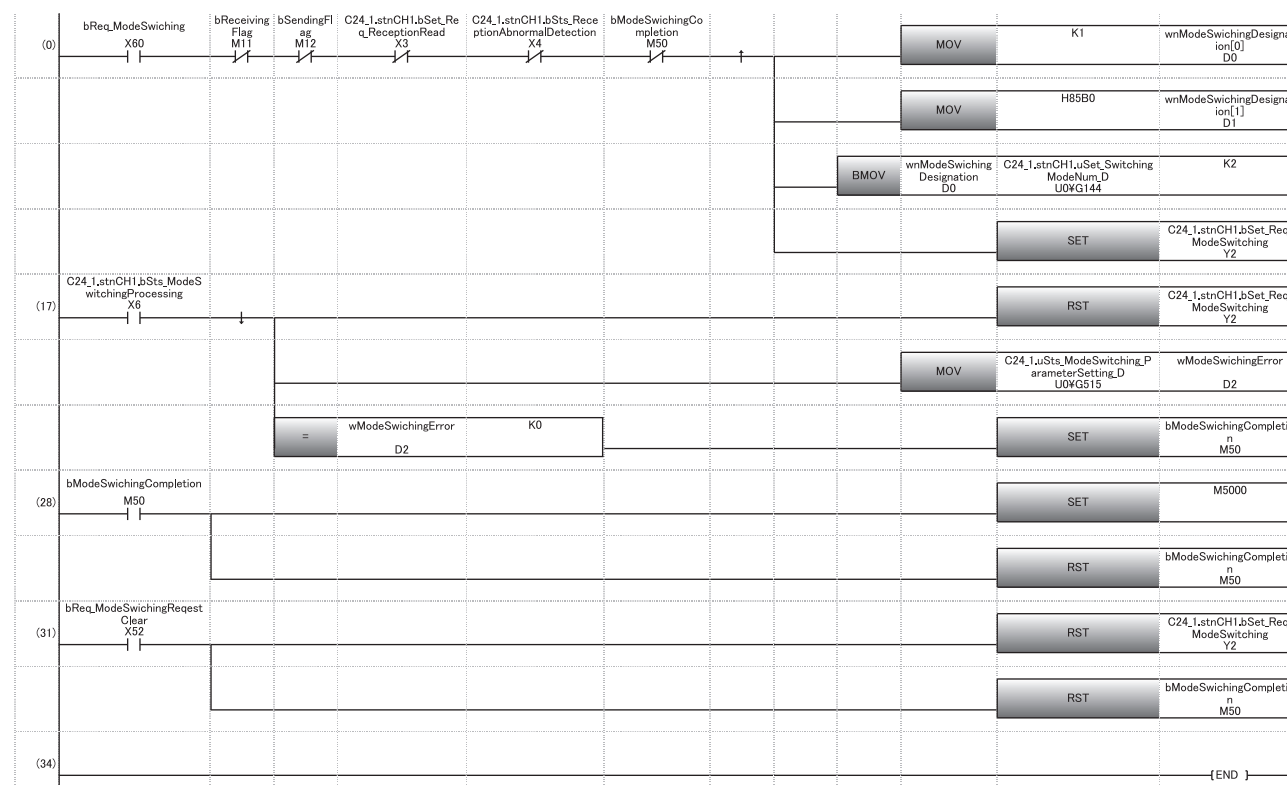 bReq_ModeSwiching
X60
bReceiving
Flag
M11
bSendingFl
ag
M12
C24_1.stnCH1.bSet_Re
q_ReceptionRead
X3
C24_1.stnCH1.bSts_Rece
ptionAbnormalDetection
X4
bModeSwichingCo
mpletion
M50
(0)
↑
MOV
K1
wnModeSwichingDesigna
ion[0]
D0
MOV
H85B0
wnModeSwichingDesigna
ion[1]
D1
BMOV
wnModeSwiching
Designation
D0
C24_1.stnCH1.uSet_Switching
ModeNum_D
U0¥G144
K2
SET
C24_1.stnCH1.bSet_Req
ModeSwitching
Y2
(17)
C24_1.stnCH1.bSts_ModeS
witchingProcessing
X6
↓
RST
C24_1.stnCH1.bSet_Req
ModeSwitching
Y2
MOV
C24_1.uSts_ModeSwitching_P
arameterSetting_D
U0¥G515
wModeSwichingError
D2
=
wModeSwichingError
D2
K0
SET
bModeSwichingCompleti
n
M50
(28)
bModeSwichingCompletion
M50
SET
M5000
RST
bModeSwichingCompleti
n
M50
(31)
bReq_ModeSwichingReqest
Clear
X52
RST
C24_1.stnCH1.bSet_Req
ModeSwitching
Y2
RST
bModeSwichingCompleti
n
M50
(34)
[END ]